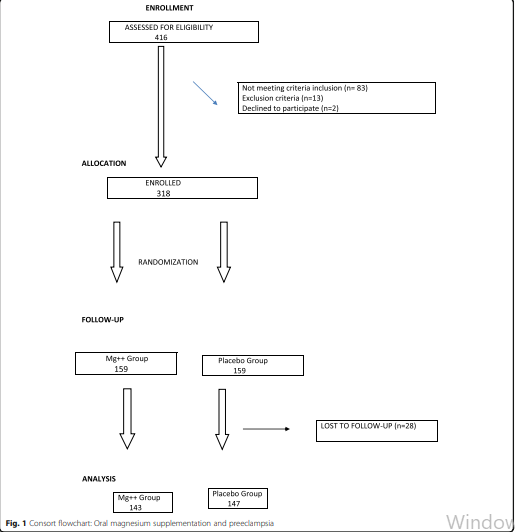 ENROLLMENT
ASSESSED FOR ELIGIBILITY
416
Not meeting criteria inclusion (n= 83)
Exclusion criteria (n=13)
Declined to participate (n=2)
ALLOCATION
ENROLLED
318
RANDOMIZATION
FOLLOW-UP
Mg++ Group
159
Placebo Group
159
LOST TO FOLLOW-UP (n=28)
ANALYSIS
Mg++ Group
143
Placebo Group
147
Fig. 1 Consort flowchart: Oral magnesium supplementation and preeclampsia
Window